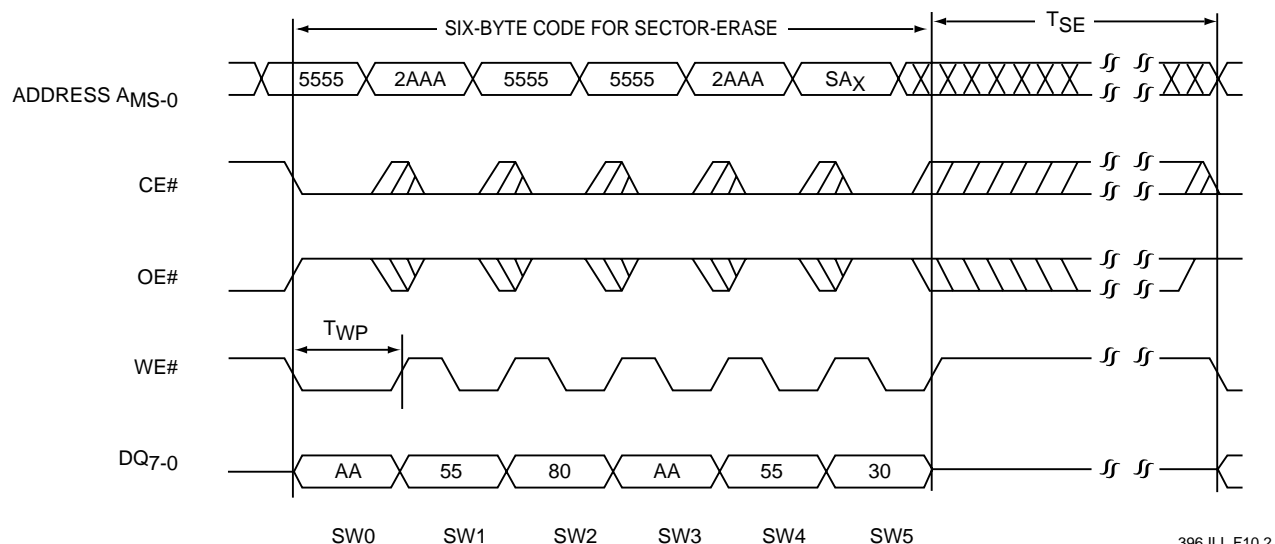 SIX-BYTE CODE FOR SECTOR-ERASE TSE
ADDRESS AMS-0 5555 2AAA 5555 5555 2AAA SAX
CE#
OE#
TWP
WE#
DQ7-0 AA 55 80 AA 55 30
SW0 SW1 SW2 SW3 SW4 SW5
396 ILL F10.2